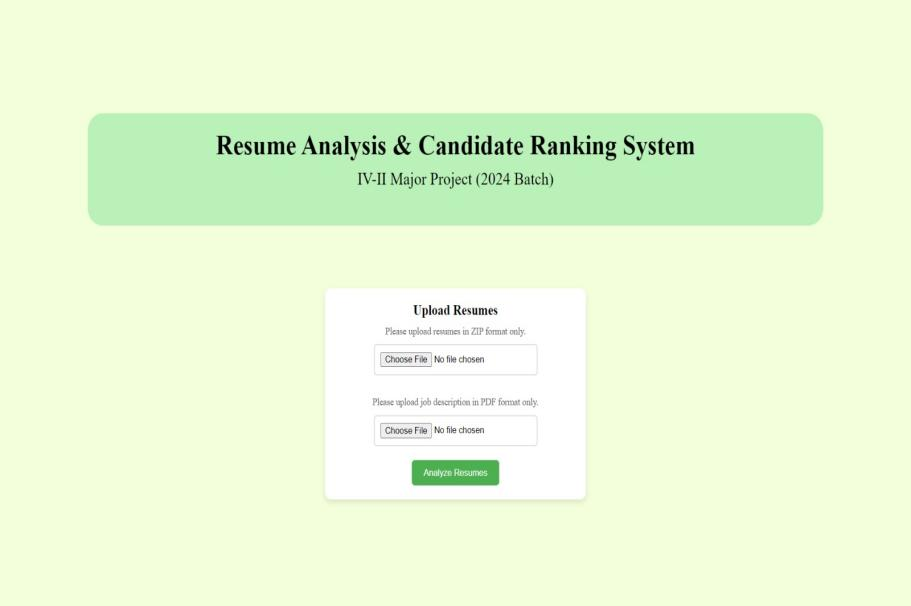 Resume Analysis & Candidate Ranking System
IV-II Major Project (2024 Batch)
Upload Resumes
Please upload resumes in ZIP format only.
Choose File No file chosen
Please upload job description in PDF format only.
Choose File No file chosen
Analyze Resumes